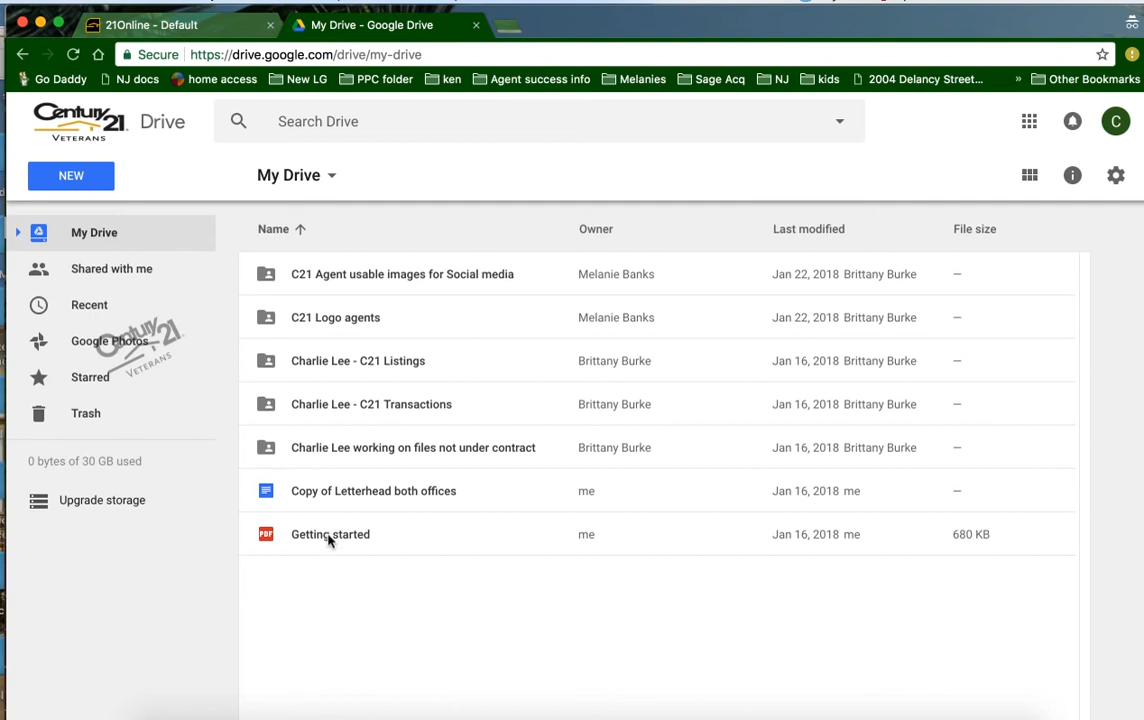 21Online - Default
My Drive - Google Drive
Secure https://drive.google.com/drive/my-drive
Go Daddy NJ docs home access New LG PPC folder ken Agent success info Melanies Sage Acq NJ kids 2004 Delancy Street... » Other Bookmarks
Century 21 VETERANS Drive Search Drive C
NEW My Drive
My Drive
Shared with me
Recent
Google Photos
Starred
Trash
0 bytes of 30 GB used
Upgrade storage
Century 21
VETERANS
Name Owner Last modified File size
C21 Agent usable images for Social media Melanie Banks Jan 22, 2018 Brittany Burke –
C21 Logo agents Melanie Banks Jan 22, 2018 Brittany Burke –
Charlie Lee - C21 Listings Brittany Burke Jan 16, 2018 Brittany Burke –
Charlie Lee - C21 Transactions Brittany Burke Jan 16, 2018 Brittany Burke –
Charlie Lee working on files not under contract Brittany Burke Jan 16, 2018 Brittany Burke –
Copy of Letterhead both offices me Jan 16, 2018 me –
PDF Getting started me Jan 16, 2018 me 680 KB